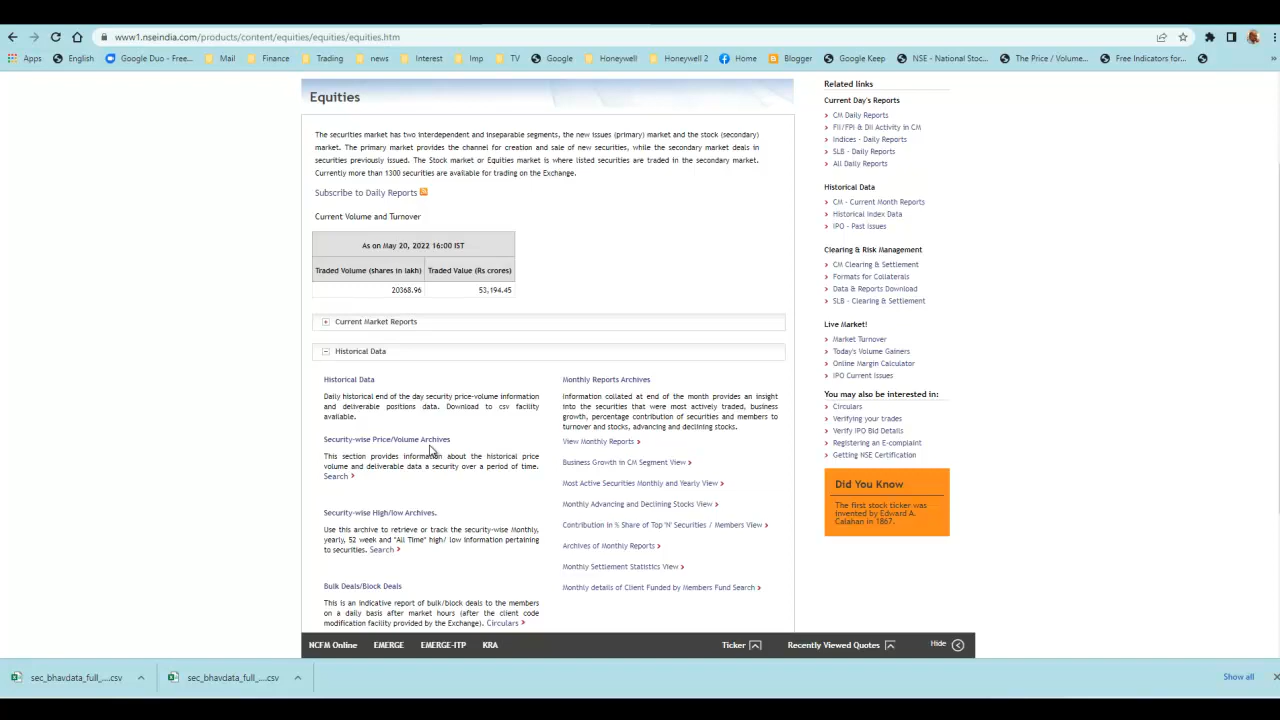 www1.nseindia.com/products/content/equities/equities/equities.htm
Apps English Google Duo - Free... Mail Finance Trading news Interest Imp TV Google Honeywell Honeywell 2 Home Blogger Google Keep NSE - National Stoc... The Price / Volume... Free Indicators for...
Equities
The securities market has two interdependent and inseparable segments, the new issues (primary) market and the stock (secondary)
market. The primary market provides the channel for creation and sale of new securities, while the secondary market deals in
securities previously issued. The Stock market or Equities market is where listed securities are traded in the secondary market.
Currently more than 1300 securities are available for trading on the Exchange.
Subscribe to Daily Reports
Current Volume and Turnover
As on May 20, 2022 16:00 IST
Traded Volume (shares in lakh) Traded Value (Rs crores)
20368.96 53,194.45
Current Market Reports
Historical Data
Historical Data
Daily historical end of the day security price-volume information
and deliverable positions data. Download to csv facility
available.
Security-wise Price/Volume Archives
This section provides information about the historical price
volume and deliverable data a security over a period of time.
Search
Security-wise High/low Archives.
Use this archive to retrieve or track the security-wise Monthly,
yearly, 52 week and "All Time" high/ low information pertaining
to securities. Search
Bulk Deals/Block Deals
This is an indicative report of bulk/block deals to the members
on a daily basis after market hours (after the client code
modification facility provided by the Exchange). Circulars
Monthly Reports Archives
Information collated at end of the month provides an insight
into the securities that were most actively traded, business
growth, percentage contribution of securities and members to
turnover and stocks, advancing and declining stocks.
View Monthly Reports
Business Growth in CM Segment View
Most Active Securities Monthly and Yearly View
Monthly Advancing and Declining Stocks View
Contribution in % Share of Top 'N' Securities / Members View
Archives of Monthly Reports
Monthly Settlement Statistics View
Monthly details of Client Funded by Members Fund Search
Related links
Current Day's Reports
CM Daily Reports
FII/FPI & DII Activity in CM
Indices - Daily Reports
SLB - Daily Reports
All Daily Reports
Historical Data
CM - Current Month Reports
Historical Index Data
IPO - Past Issues
Clearing & Risk Management
CM Clearing & Settlement
Formats for Collaterals
Data & Reports Download
SLB - Clearing & Settlement
Live Market!
Market Turnover
Today's Volume Gainers
Online Margin Calculator
IPO Current Issues
You may also be interested in:
Circulars
Verifying your trades
Verify IPO Bid Details
Registering an E-complaint
Getting NSE Certification
Did You Know
The first stock ticker was
invented by Edward A.
Calahan in 1867.
NCFM Online EMERGE EMERGE-ITP KRA Ticker Recently Viewed Quotes Hide
sec_bhavdata_full_....csv sec_bhavdata_full_....csv Show all